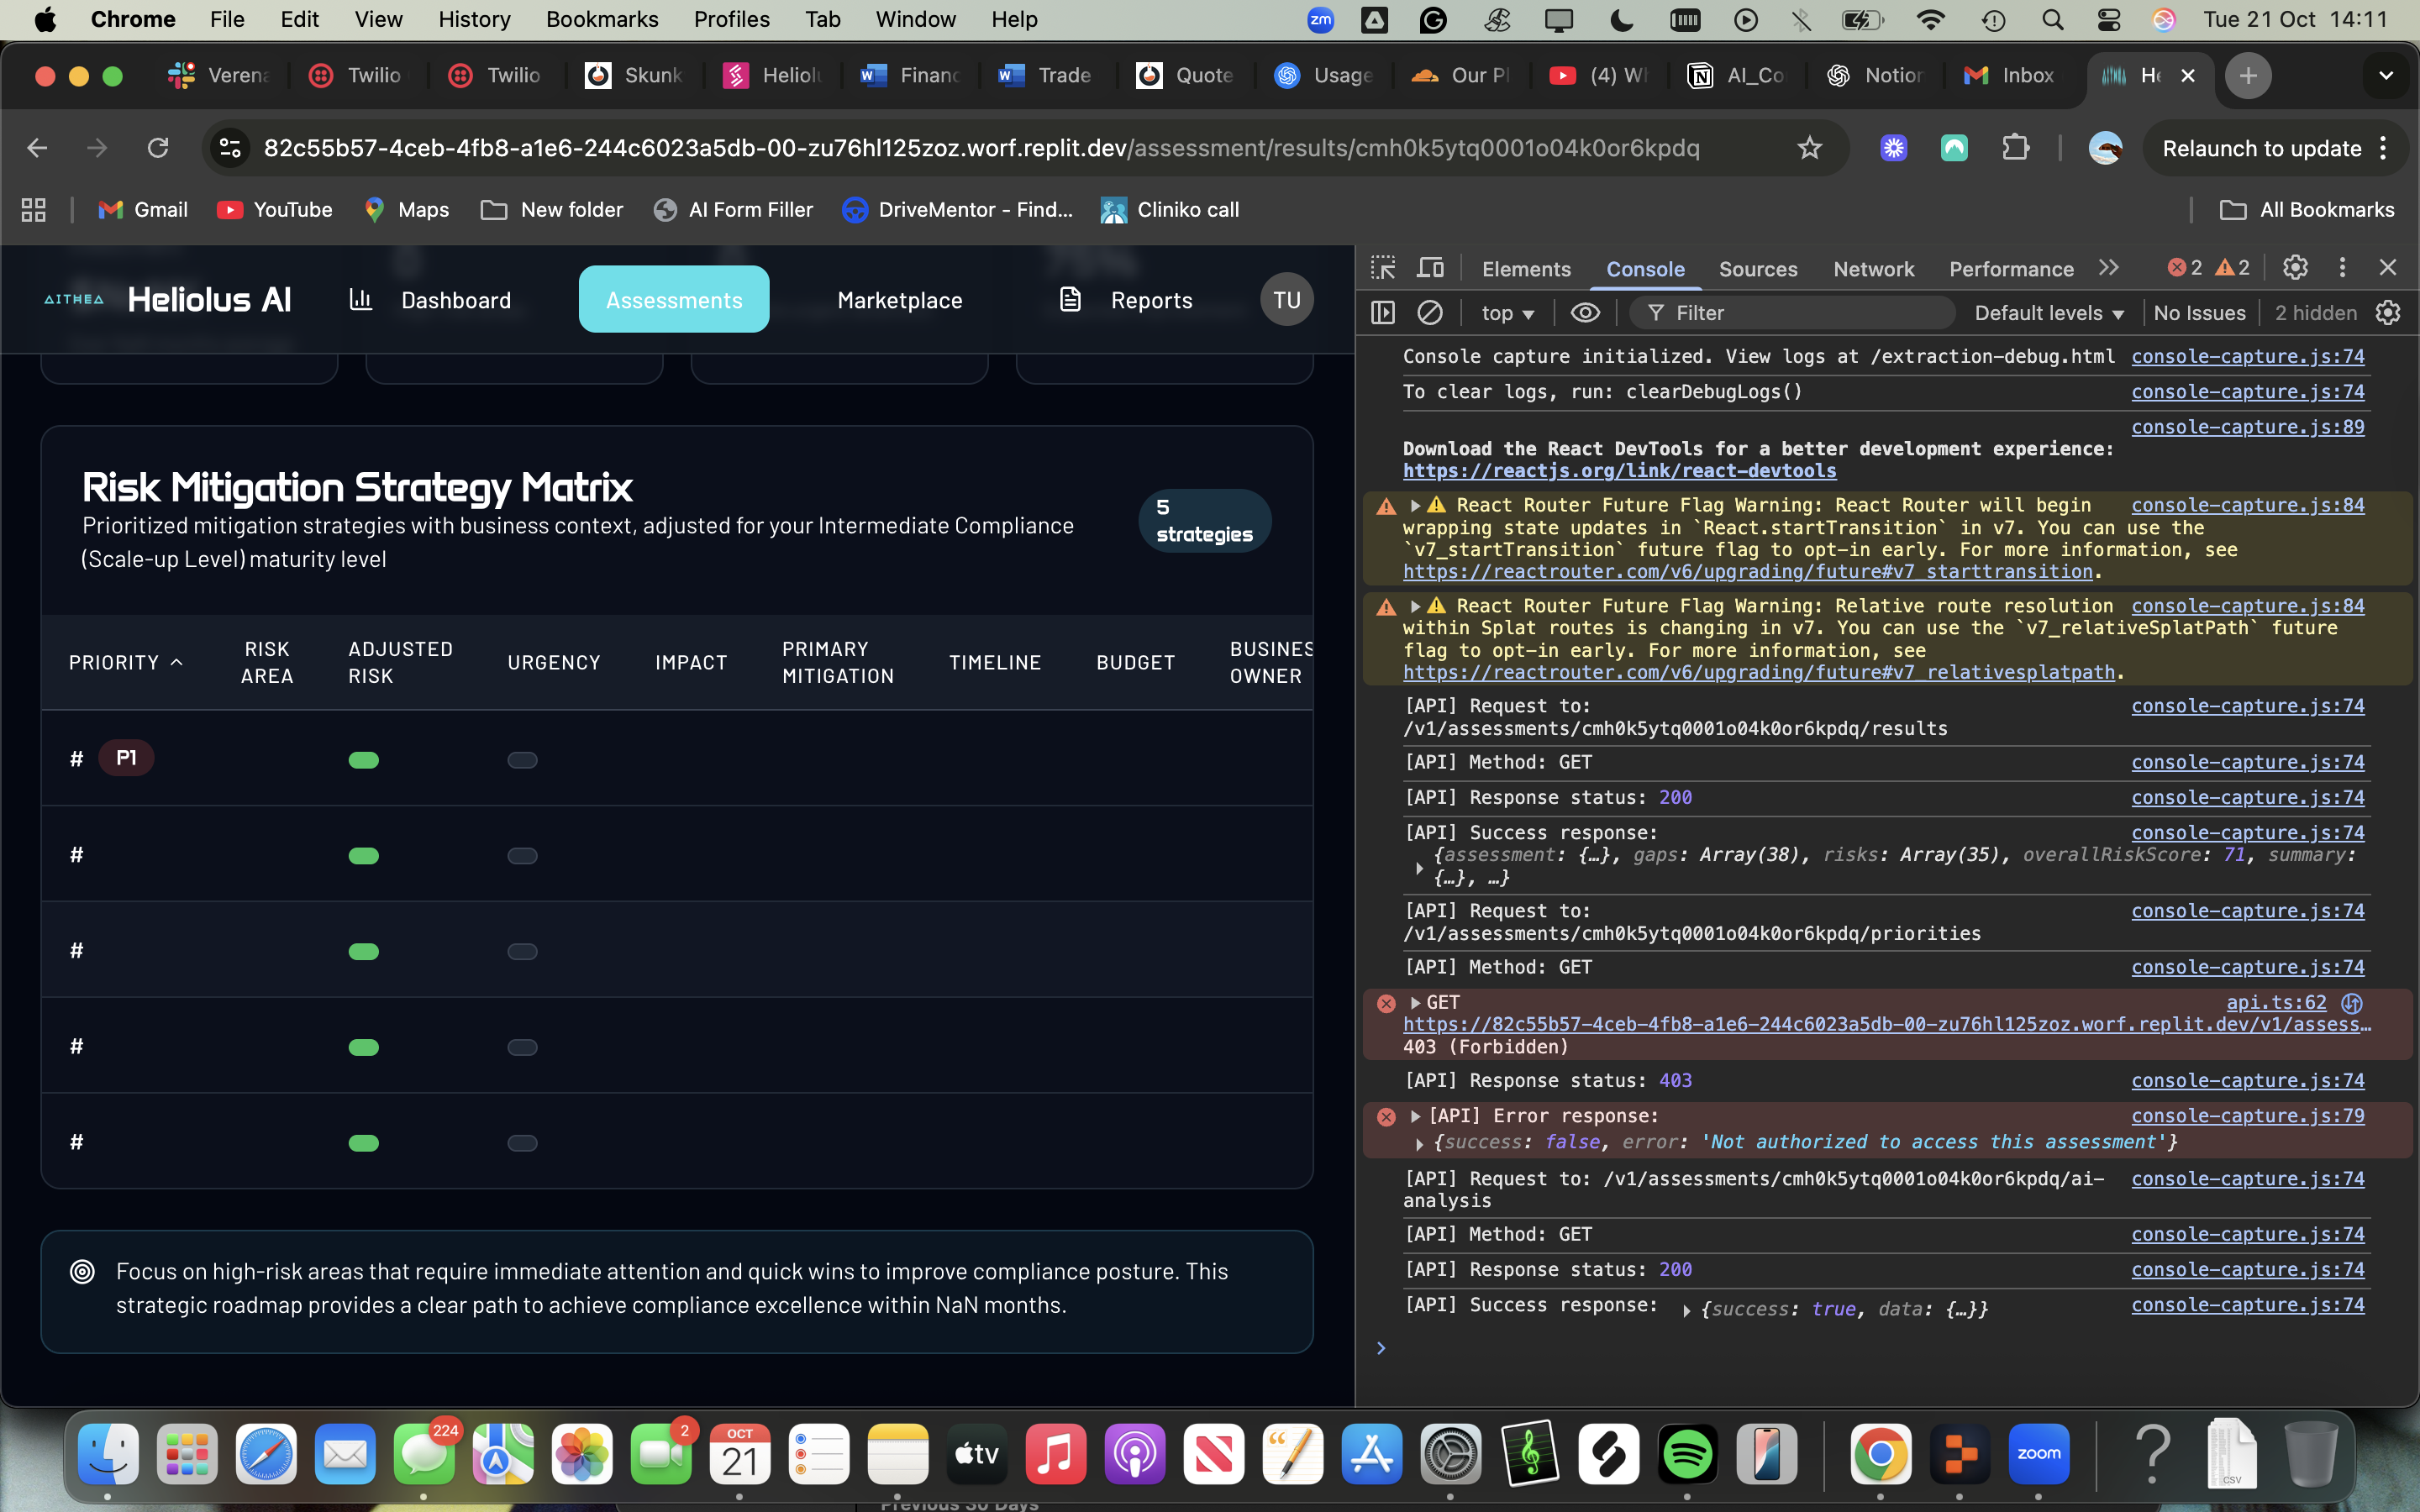 Chrome File Edit View History Bookmarks Profiles Tab Window Help zm Tue 21 Oct 14:11
Verena Twilio Twilio Skunk Heliolu Financ Trade Quote Usage Our Pl (4) Wh AI_Co Notion Inbox He
82c55b57-4ceb-4fb8-a1e6-244c6023a5db-00-zu76hl125zoz.worf.replit.dev/assessment/results/cmh0k5ytq0001o04k0or6kpdq Relaunch to update
Gmail YouTube Maps New folder AI Form Filler DriveMentor - Find... Cliniko call All Bookmarks
AITHEA Heliolus AI Dashboard Assessments Marketplace Reports TU
75%
Risk Mitigation Strategy Matrix
Prioritized mitigation strategies with business context, adjusted for your Intermediate Compliance
(Scale-up Level) maturity level
5
strategies
PRIORITY
RISK
AREA
ADJUSTED
RISK
URGENCY
IMPACT
PRIMARY
MITIGATION
TIMELINE
BUDGET
BUSINES
OWNER
# P1
#
#
#
#
Focus on high-risk areas that require immediate attention and quick wins to improve compliance posture. This
strategic roadmap provides a clear path to achieve compliance excellence within NaN months.
Elements Console Sources Network Performance 2 2
top Filter Default levels No Issues 2 hidden
Console capture initialized. View logs at /extraction-debug.html console-capture.js:74
To clear logs, run: clearDebugLogs() console-capture.js:74
console-capture.js:89
Download the React DevTools for a better development experience:
https://reactjs.org/link/react-devtools
React Router Future Flag Warning: React Router will begin console-capture.js:84
wrapping state updates in `React.startTransition` in v7. You can use the
`v7_startTransition` future flag to opt-in early. For more information, see
https://reactrouter.com/v6/upgrading/future#v7_starttransition.
React Router Future Flag Warning: Relative route resolution console-capture.js:84
within Splat routes is changing in v7. You can use the `v7_relativeSplatPath` future
flag to opt-in early. For more information, see
https://reactrouter.com/v6/upgrading/future#v7_relativesplatpath.
[API] Request to: console-capture.js:74
/v1/assessments/cmh0k5ytq0001o04k0or6kpdq/results
[API] Method: GET console-capture.js:74
[API] Response status: 200 console-capture.js:74
[API] Success response: console-capture.js:74
{assessment: {…}, gaps: Array(38), risks: Array(35), overallRiskScore: 71, summary:
{…}, …}
[API] Request to: console-capture.js:74
/v1/assessments/cmh0k5ytq0001o04k0or6kpdq/priorities
[API] Method: GET console-capture.js:74
GET api.ts:62
https://82c55b57-4ceb-4fb8-a1e6-244c6023a5db-00-zu76hl125zoz.worf.replit.dev/v1/assess…
403 (Forbidden)
[API] Response status: 403 console-capture.js:74
[API] Error response: console-capture.js:79
{success: false, error: 'Not authorized to access this assessment'}
[API] Request to: /v1/assessments/cmh0k5ytq0001o04k0or6kpdq/ai- console-capture.js:74
analysis
[API] Method: GET console-capture.js:74
[API] Response status: 200 console-capture.js:74
[API] Success response: {success: true, data: {…}} console-capture.js:74
224 2 OCT 21 tv zoom CSV
Previous 30 Days